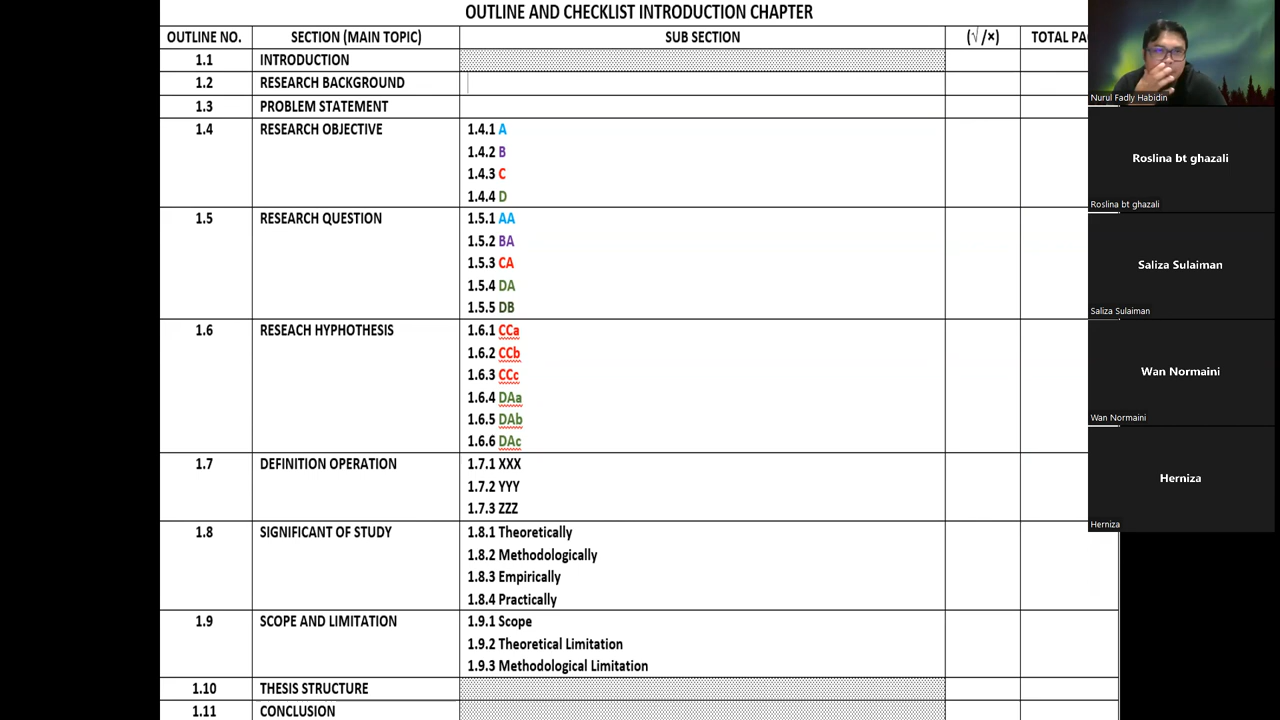 OUTLINE AND CHECKLIST INTRODUCTION CHAPTER
OUTLINE NO. SECTION (MAIN TOPIC) SUB SECTION (√/×) TOTAL PA
1.1 INTRODUCTION
1.2 RESEARCH BACKGROUND
1.3 PROBLEM STATEMENT
1.4 RESEARCH OBJECTIVE 1.4.1 A
1.4.2 B
1.4.3 C
1.4.4 D
1.5 RESEARCH QUESTION 1.5.1 AA
1.5.2 BA
1.5.3 CA
1.5.4 DA
1.5.5 DB
1.6 RESEACH HYPHOTHESIS 1.6.1 CCa
1.6.2 CCb
1.6.3 CCc
1.6.4 DAa
1.6.5 DAb
1.6.6 DAc
1.7 DEFINITION OPERATION 1.7.1 XXX
1.7.2 YYY
1.7.3 ZZZ
1.8 SIGNIFICANT OF STUDY 1.8.1 Theoretically
1.8.2 Methodologically
1.8.3 Empirically
1.8.4 Practically
1.9 SCOPE AND LIMITATION 1.9.1 Scope
1.9.2 Theoretical Limitation
1.9.3 Methodological Limitation
1.10 THESIS STRUCTURE
1.11 CONCLUSION
Nurul Fadly Habidin
Roslina bt ghazali
Roslina bt ghazali
Saliza Sulaiman
Saliza Sulaiman
Wan Normaini
Wan Normaini
Herniza
Herniza